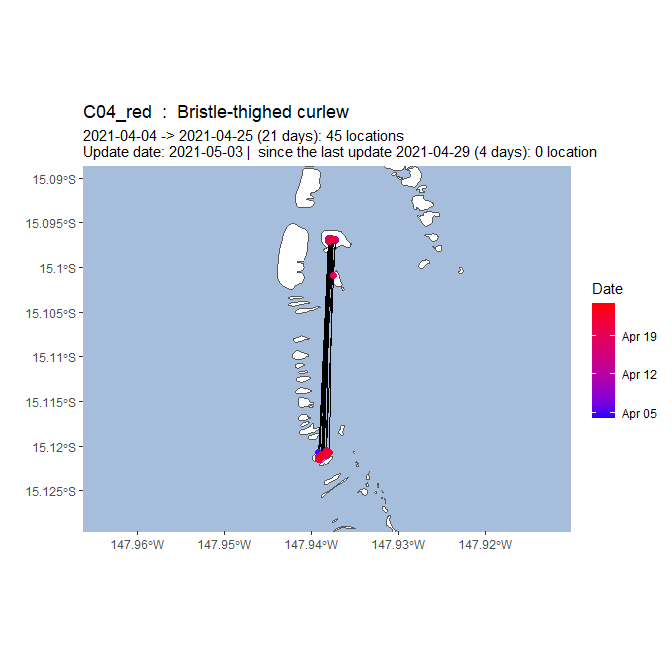 C04_red  :  Bristle-thighed curlew
2021-04-04 -> 2021-04-25 (21 days): 45 locations
Update date: 2021-05-03 |  since the last update 2021-04-29 (4 days): 0 location
15.09°S
15.095°S
15.1°S
15.105°S
15.11°S
15.115°S
15.12°S
15.125°S
147.96°W
147.95°W
147.94°W
147.93°W
147.92°W
Date
Apr 19
Apr 12
Apr 05